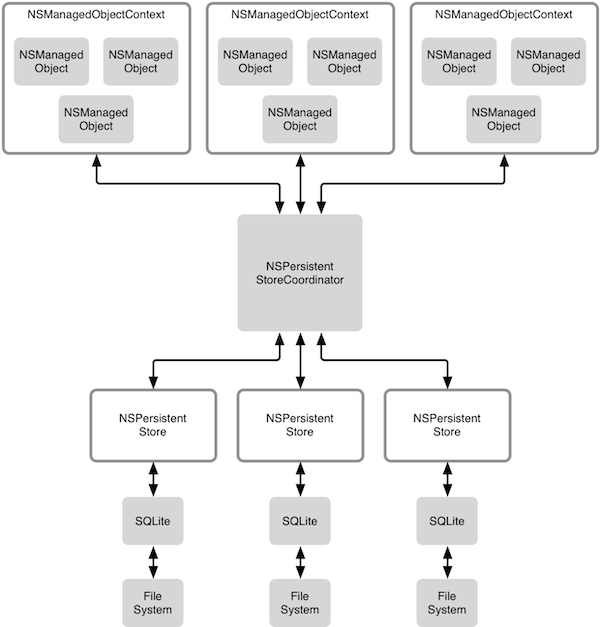 NSManagedObjectContext
NSManaged
Object
NSManaged
Object
NSManaged
Object
NSManagedObjectContext
NSManaged
Object
NSManaged
Object
NSManaged
Object
NSManagedObjectContext
NSManaged
Object
NSManaged
Object
NSManaged
Object
NSPersistent
StoreCoordinator
NSPersistent
Store
NSPersistent
Store
NSPersistent
Store
SQLite
SQLite
SQLite
File
System
File
System
File
System